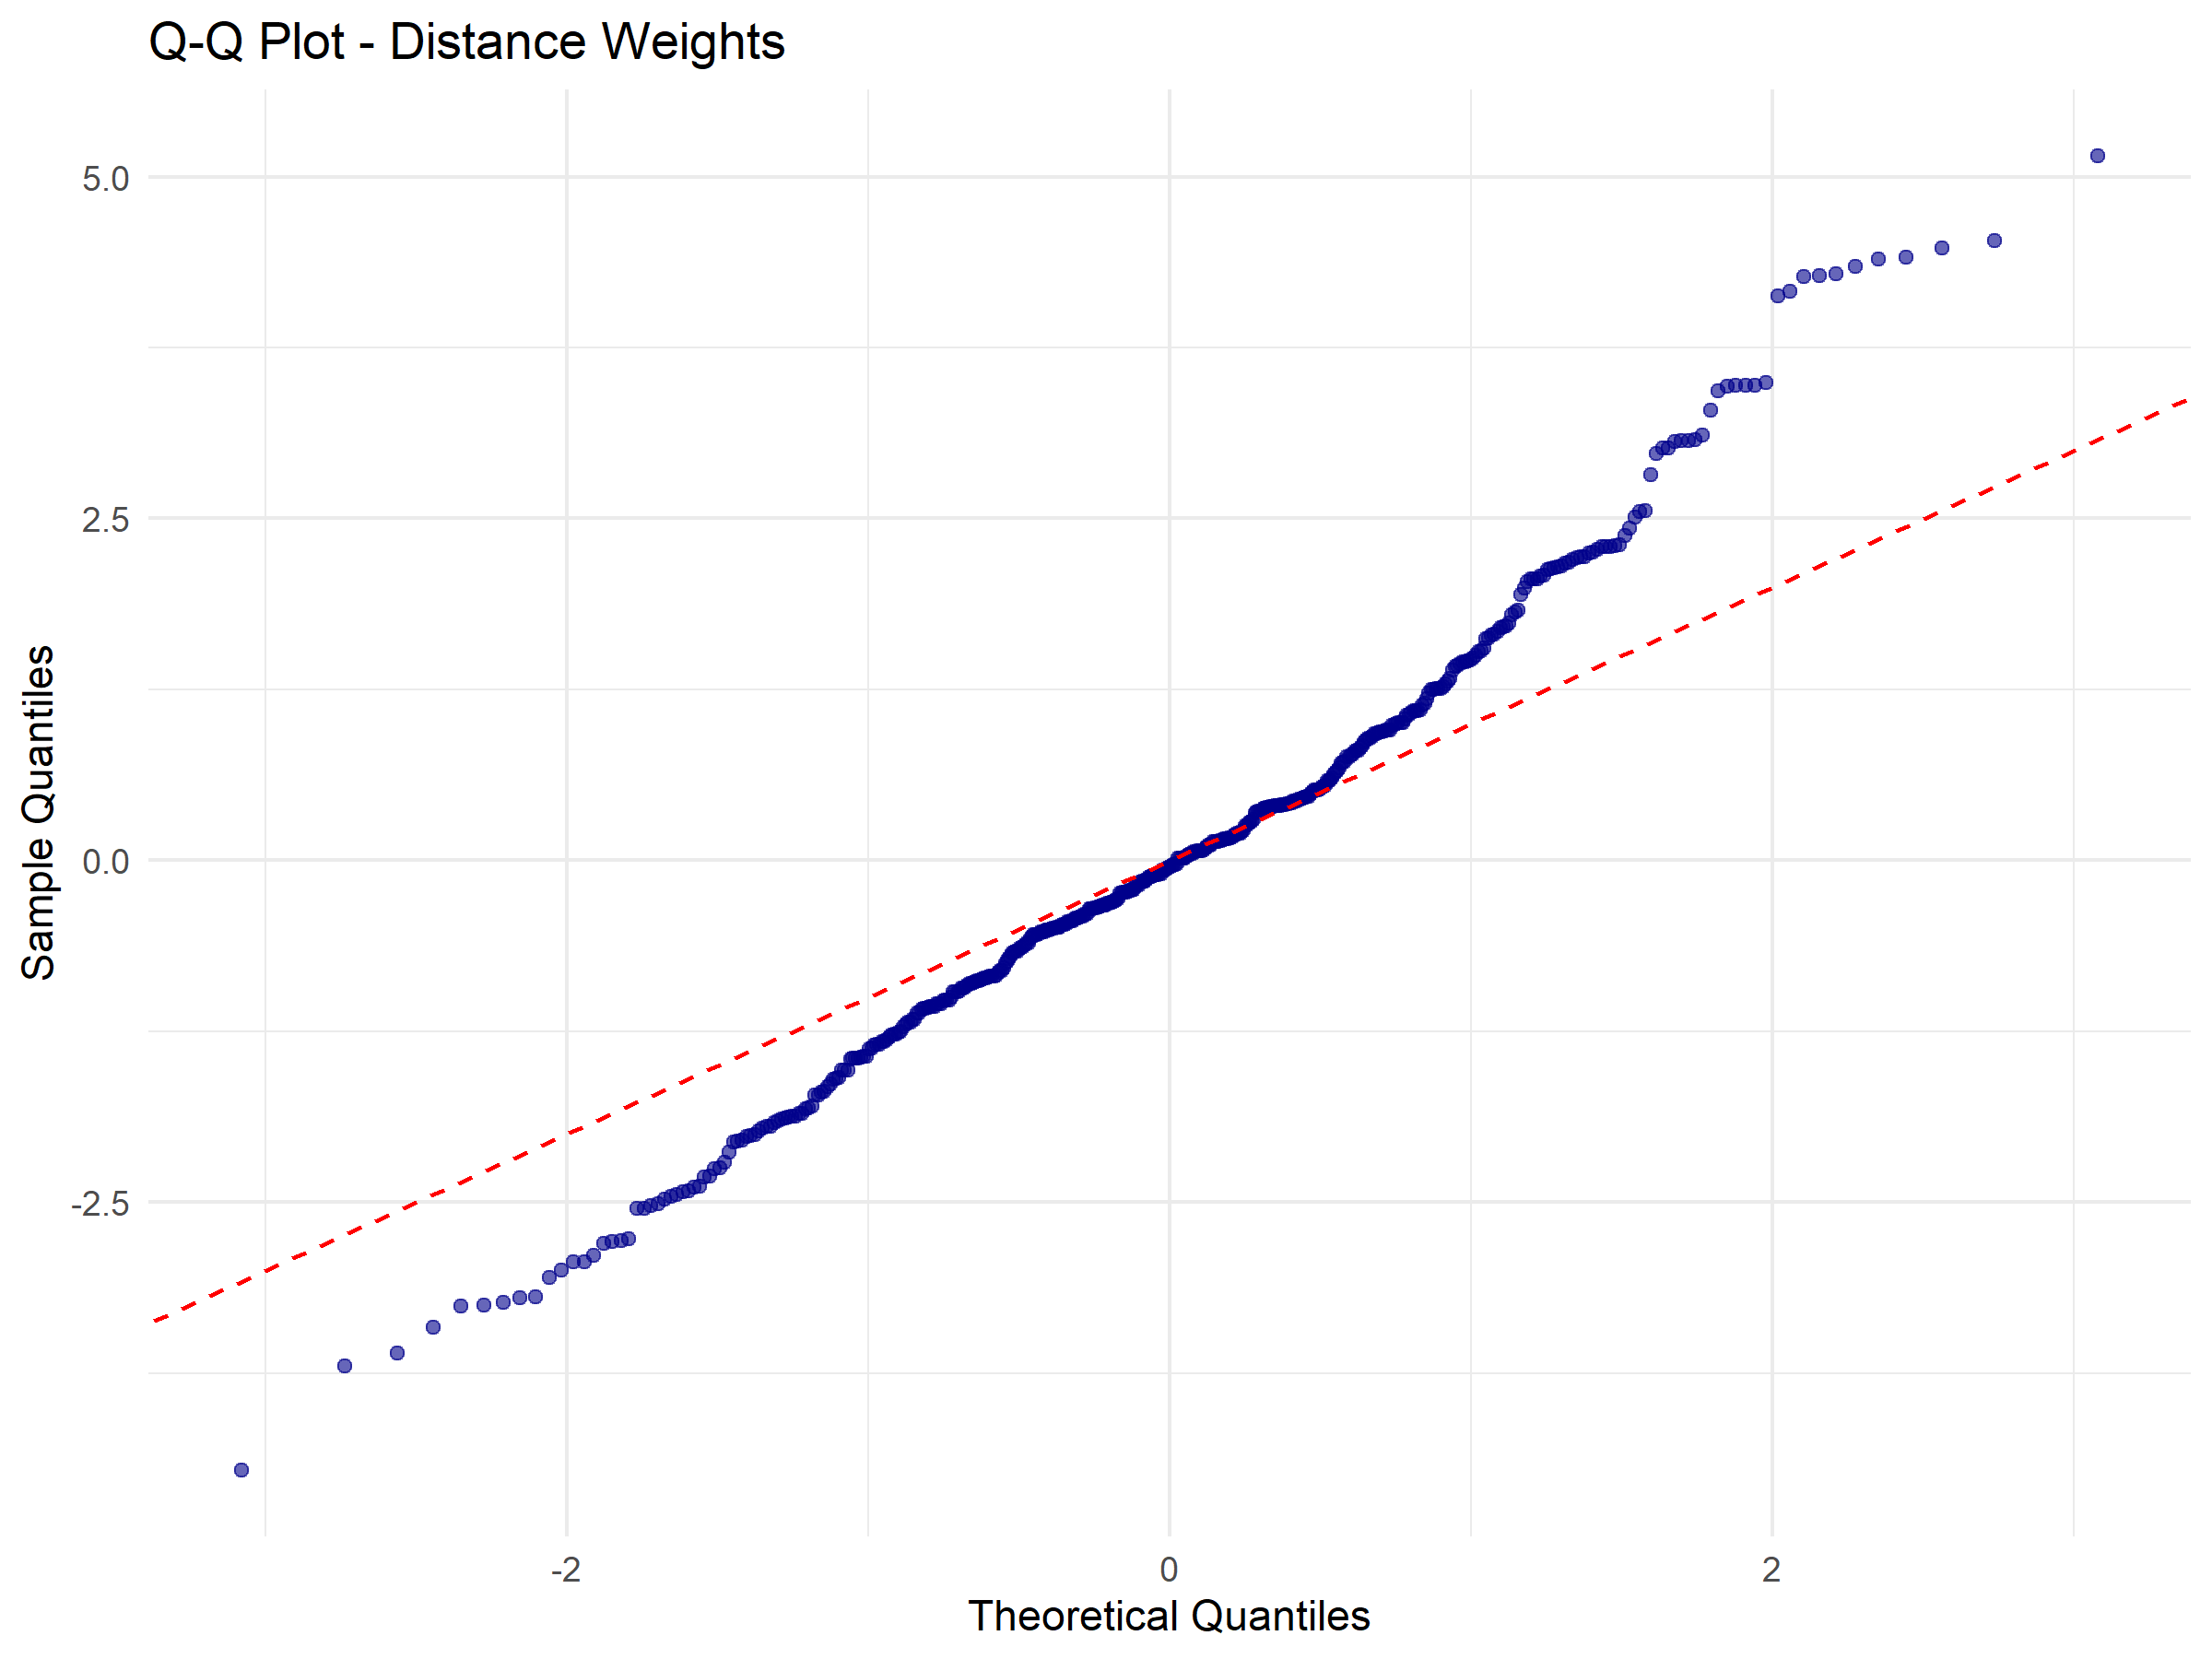 Q-Q Plot - Distance Weights
5.0
2.5
0.0
-2.5
Sample Quantiles
-2
0
2
Theoretical Quantiles